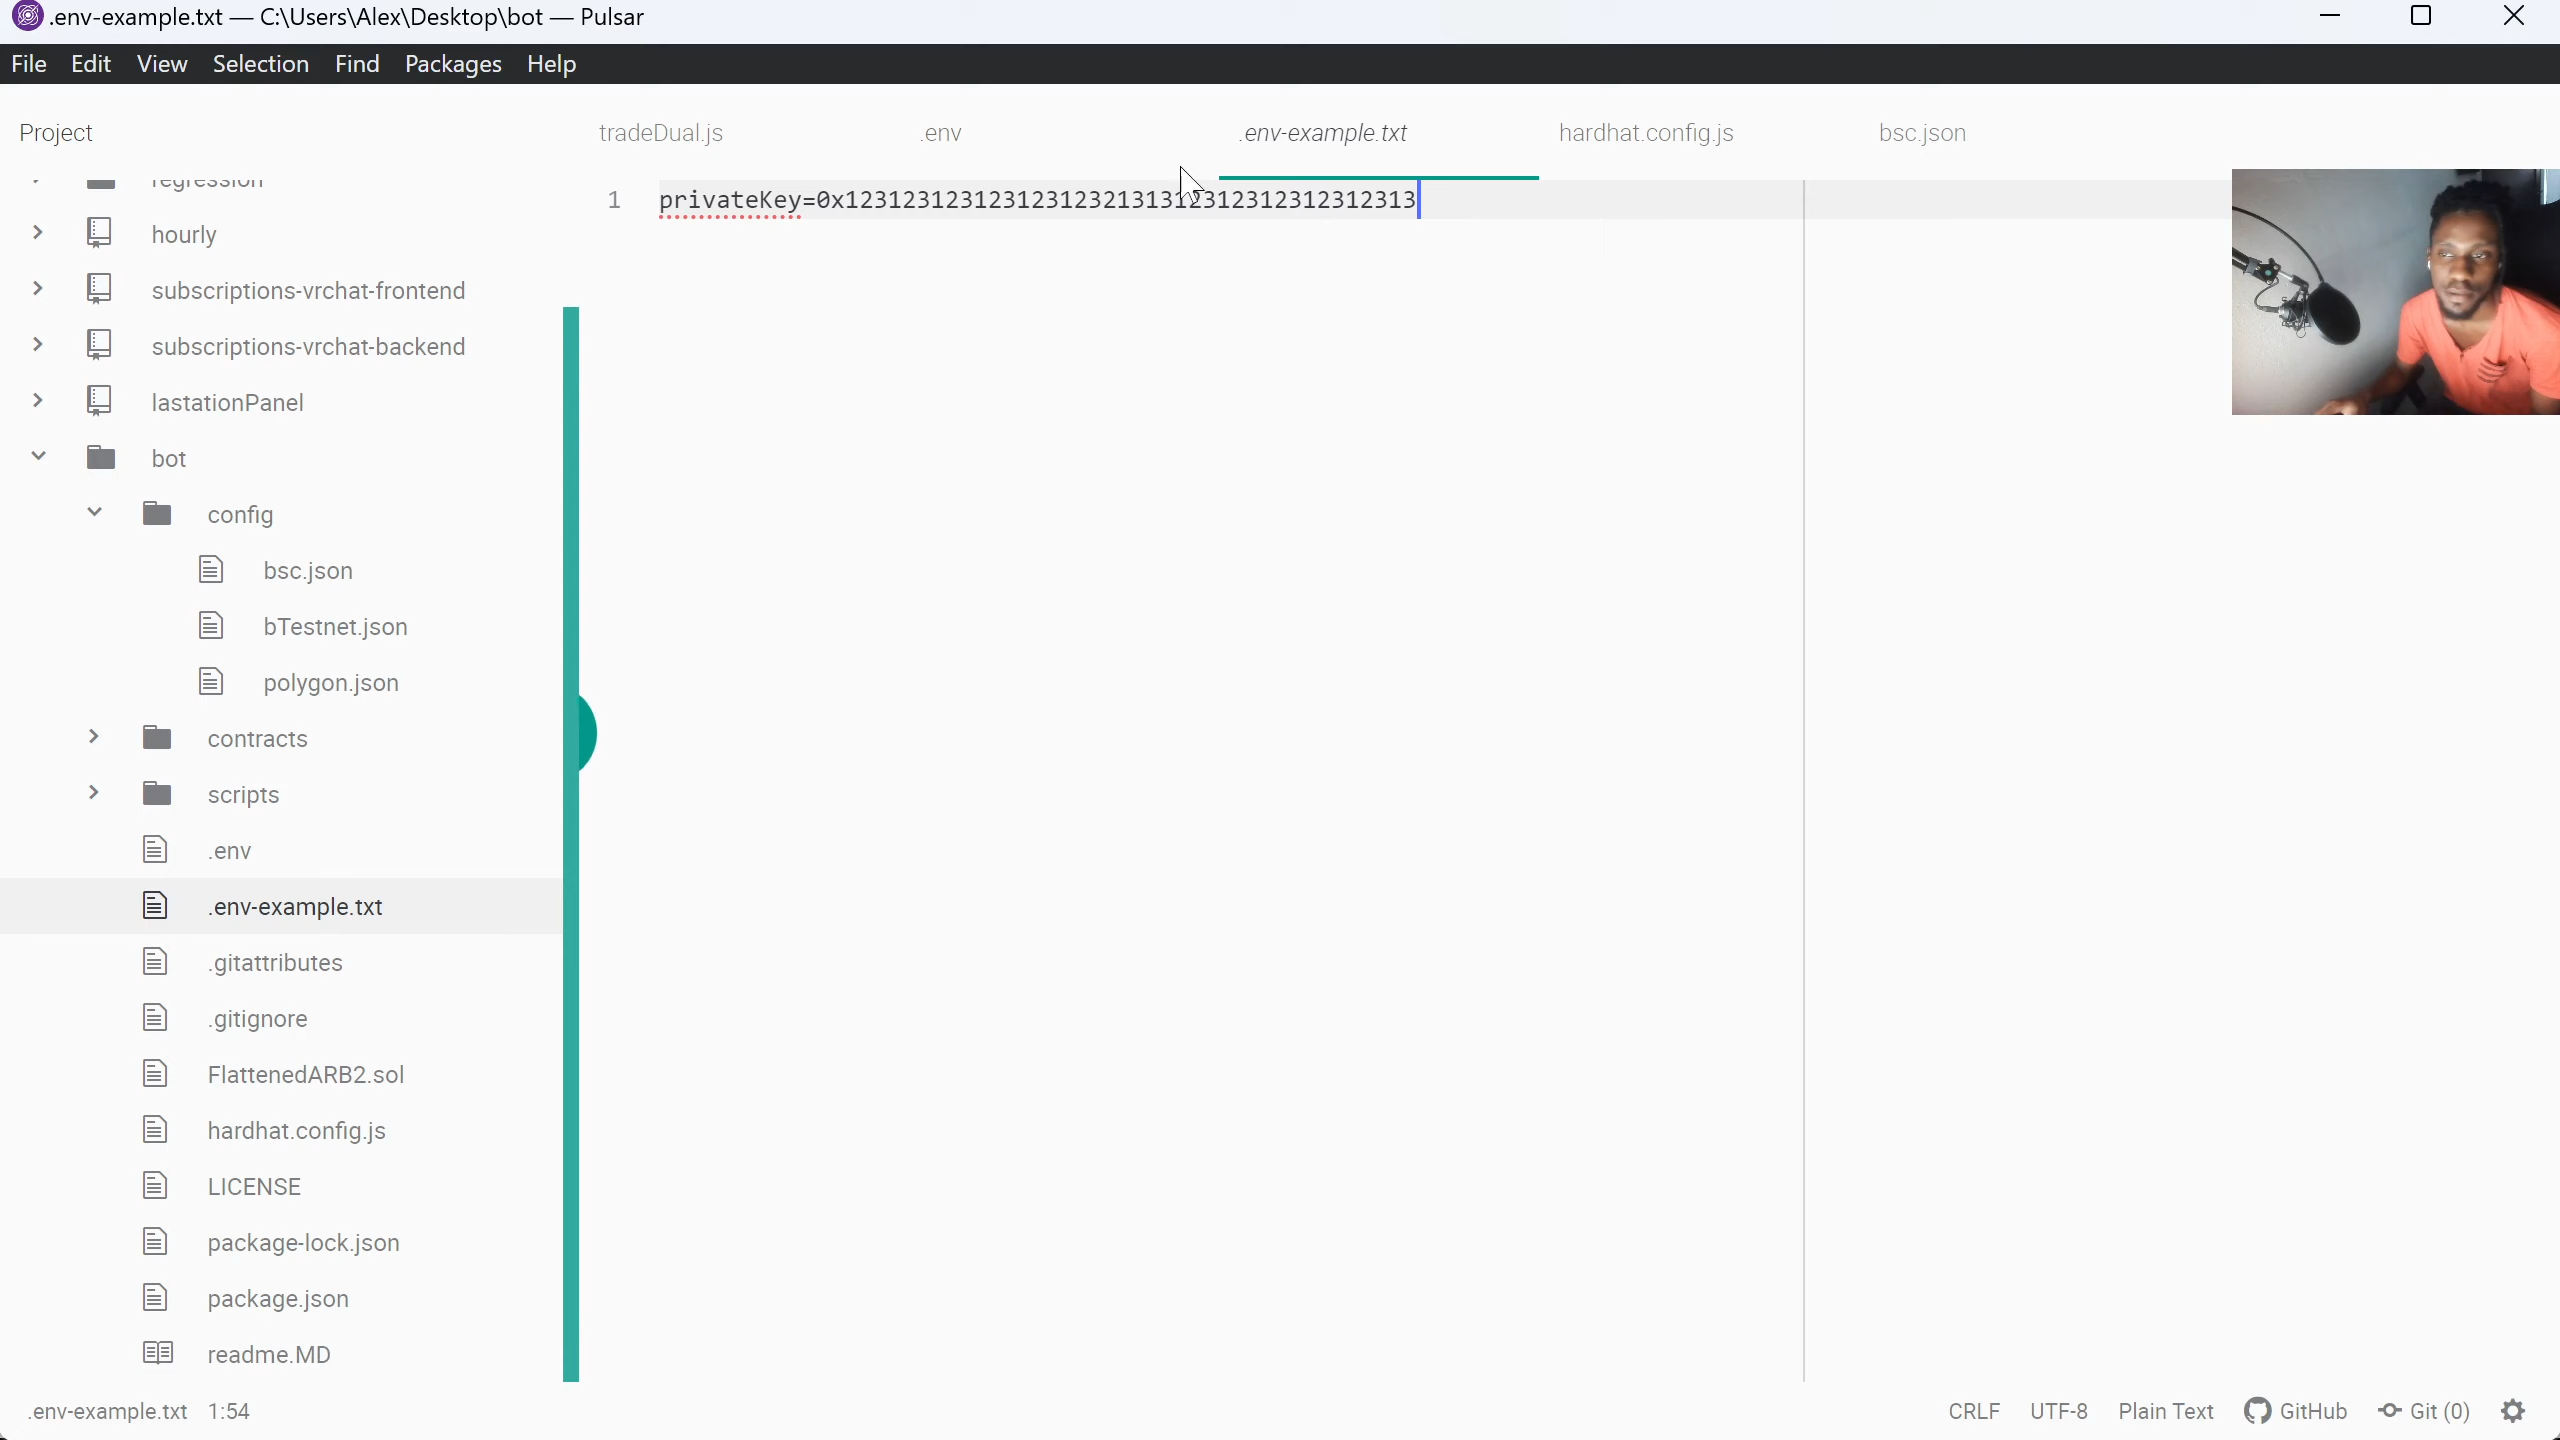 .env-example.txt — C:\Users\Alex\Desktop\bot — Pulsar
File Edit View Selection Find Packages Help
Project
tradeDual.js .env .env-example.txt hardhat.config.js bsc.json
regression
1 privateKey=0x1231231231231231232131312312312312312313
hourly
subscriptions-vrchat-frontend
subscriptions-vrchat-backend
lastationPanel
bot
config
bsc.json
bTestnet.json
polygon.json
contracts
scripts
.env
.env-example.txt
.gitattributes
.gitignore
FlattenedARB2.sol
hardhat.config.js
LICENSE
package-lock.json
package.json
readme.MD
.env-example.txt 1:54 CRLF UTF-8 Plain Text GitHub Git (0)